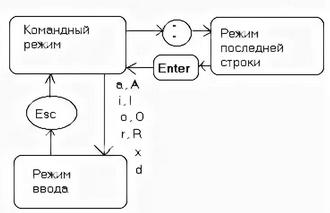 Командный
режим
:
Режим
последней
строки
Enter
a, A
i, I
o, O
r, R
x
d
Esc
Режим
ввода